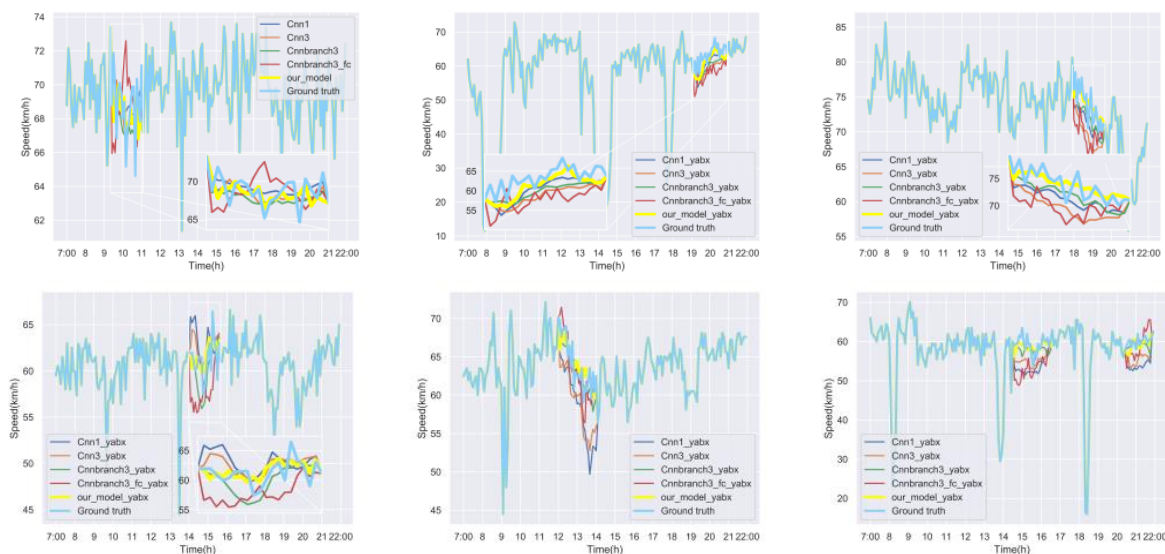 74
72
70
68
66
64
62
Speed(km/h)
7:00 8 9 10 11 12 13 14 15 16 17 18 19 20 21 22:00
Time(h)
Cnn1
Cnn3
Cnnbranch3
Cnnbranch3_fc
our_model
Ground truth
70
65
70
60
50
40
30
20
10
Speed(km/h)
7:00 8 9 10 11 12 13 14 15 16 17 18 19 20 21 22:00
Time(h)
65
60
55
Cnn1_yabx
Cnn3_yabx
Cnnbranch3_yabx
Cnnbranch3_fc_yabx
our_model_yabx
Ground truth
85
80
75
70
65
60
55
Speed(km/h)
7:00 8 9 10 11 12 13 14 15 16 17 18 19 20 21 22:00
Time(h)
Cnn1_yabx
Cnn3_yabx
Cnnbranch3_yabx
Cnnbranch3_fc_yabx
our_model_yabx
Ground truth
75
70
65
60
55
50
45
Speed(km/h)
7:00 8 9 10 11 12 13 14 15 16 17 18 19 20 21 22:00
Time(h)
Cnn1_yabx
Cnn3_yabx
Cnnbranch3_yabx
Cnnbranch3_fc_yabx
our_model_yabx
Ground truth
65
60
55
70
65
60
55
50
45
Speed(km/h)
7:00 8 9 10 11 12 13 14 15 16 17 18 19 20 21 22:00
Time(h)
Cnn1_yabx
Cnn3_yabx
Cnnbranch3_yabx
Cnnbranch3_fc_yabx
our_model_yabx
Ground truth
70
60
50
40
30
20
Speed(km/h)
7:00 8 9 10 11 12 13 14 15 16 17 18 19 20 21 22:00
Time(h)
Cnn1_yabx
Cnn3_yabx
Cnnbranch3_yabx
Cnnbranch3_fc_yabx
our_model_yabx
Ground truth